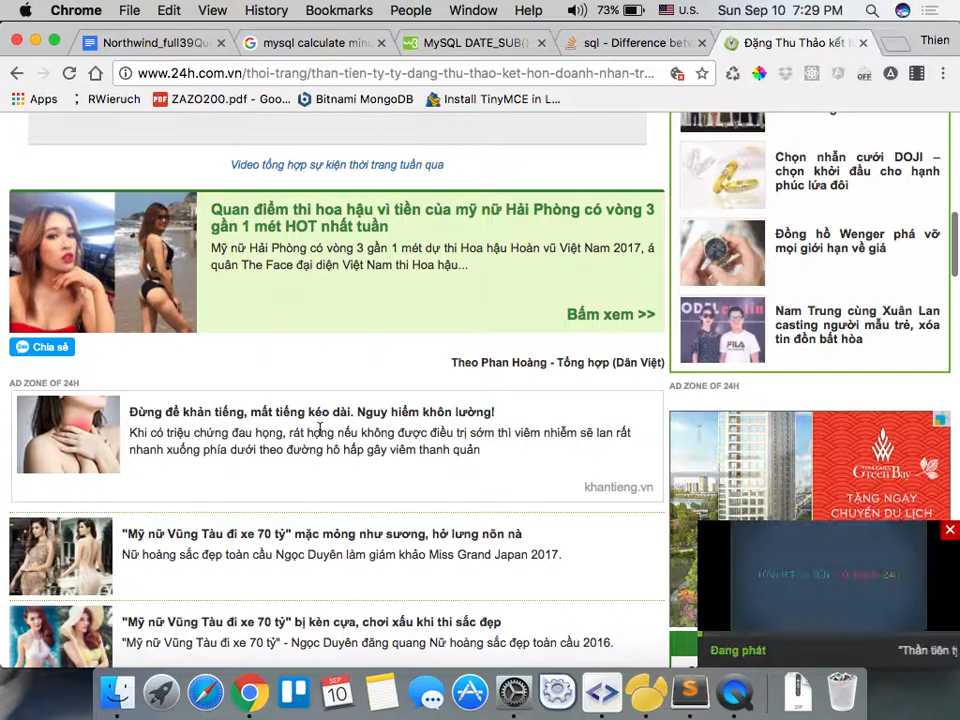 Chrome File Edit View History Bookmarks People Window Help 73% U.S. Sun Sep 10 7:29 PM
Northwind_full39Que × mysql calculate minu × MySQL DATE_SUB() × sql - Difference betw × Đặng Thu Thảo kết h × Thien
www.24h.com.vn/thoi-trang/than-tien-ty-ty-dang-thu-thao-ket-hon-doanh-nhan-tr...
Apps RWieruch ZAZO200.pdf - Goo... Bitnami MongoDB Install TinyMCE in L...
Video tổng hợp sự kiện thời trang tuần qua
Quan điểm thi hoa hậu vì tiền của mỹ nữ Hải Phòng có vòng 3
gần 1 mét HOT nhất tuần
Mỹ nữ Hải Phòng có vòng 3 gần 1 mét dự thi Hoa hậu Hoàn vũ Việt Nam 2017, á
quân The Face đại diện Việt Nam thi Hoa hậu...
Bấm xem >>
Chia sẻ
Theo Phan Hoàng - Tổng hợp (Dân Việt)
AD ZONE OF 24H
Đừng để khản tiếng, mất tiếng kéo dài. Nguy hiểm khôn lường!
Khi có triệu chứng đau họng, rát họng nếu không được điều trị sớm thì viêm nhiễm sẽ lan rất
nhanh xuống phía dưới theo đường hô hấp gây viêm thanh quản
khantieng.vn
"Mỹ nữ Vũng Tàu đi xe 70 tỷ" mặc mỏng như sương, hở lưng nõn nà
Nữ hoàng sắc đẹp toàn cầu Ngọc Duyên làm giám khảo Miss Grand Japan 2017.
"Mỹ nữ Vũng Tàu đi xe 70 tỷ" bị kèn cựa, chơi xấu khi thi sắc đẹp
"Mỹ nữ Vũng Tàu đi xe 70 tỷ" - Ngọc Duyên đăng quang Nữ hoàng sắc đẹp toàn cầu 2016.
Chọn nhẫn cưới DOJI –
chọn khởi đầu cho hạnh
phúc lứa đôi
Đồng hồ Wenger phá vỡ
mọi giới hạn về giá
Nam Trung cùng Xuân Lan
casting người mẫu trẻ, xóa
tin đồn bất hòa
FILA
AD ZONE OF 24H
Green Bay
TẶNG NGAY
CHUYẾN DU LỊCH
Đang phát
"Thần tiên tỷ
SEP
10
ZIP